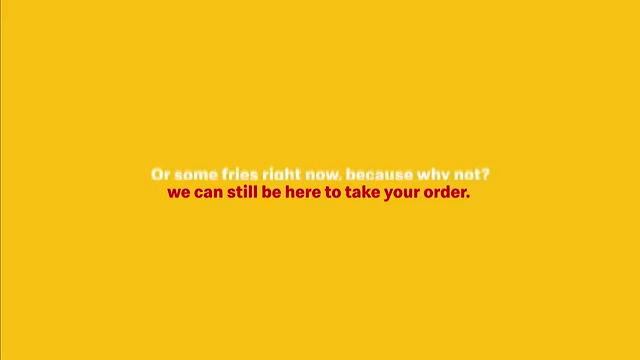 Or some fries right now, because why not?
we can still be here to take your order.